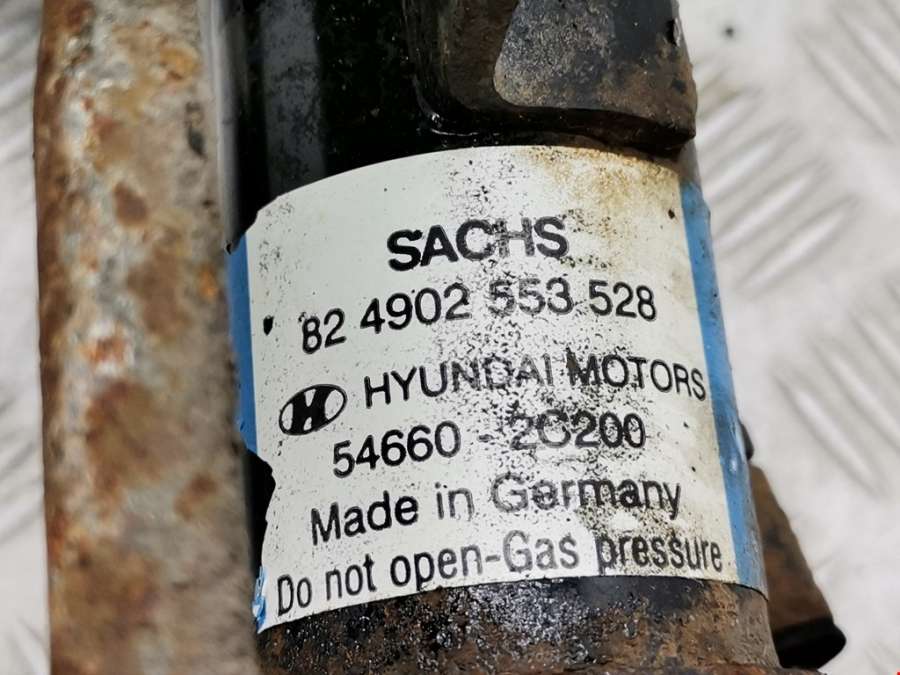 SACHS
82 4902 553 528
HYUNDAI MOTORS
54660 - 2C200
Made in Germany
Do not open-Gas pressure